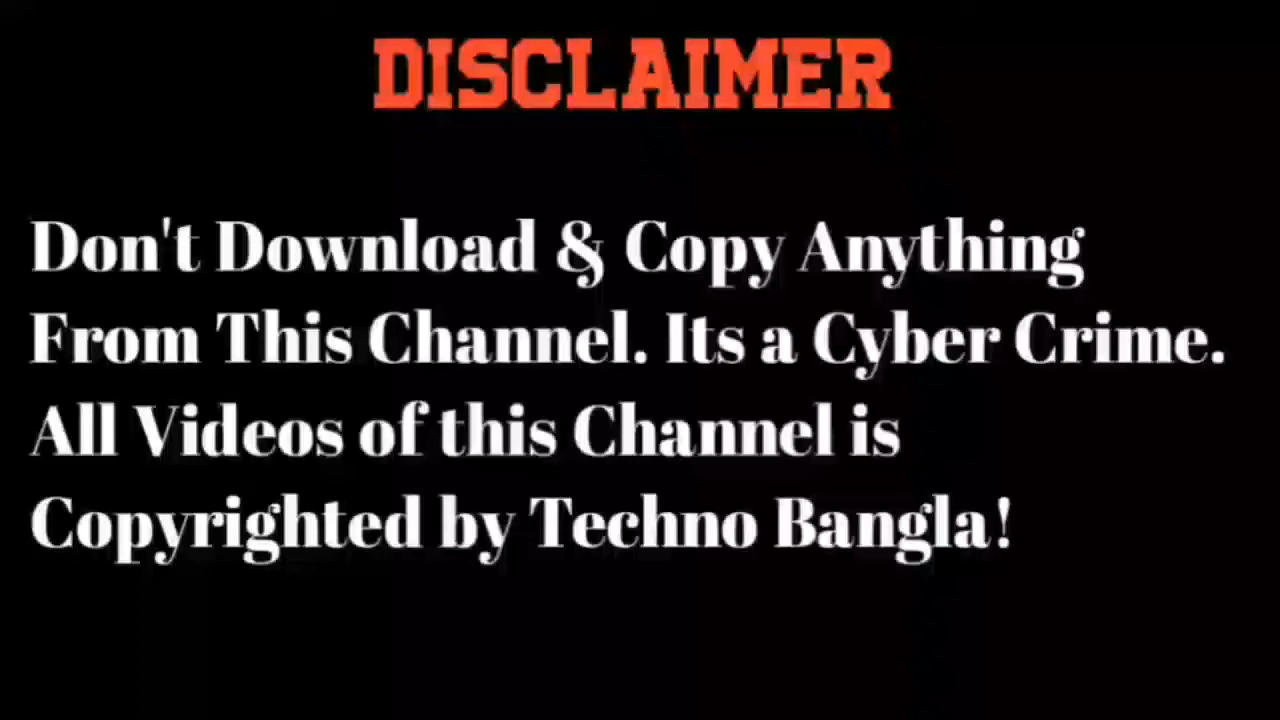 DISCLAIMER
Don't Download & Copy Anything
From This Channel. Its a Cyber Crime.
All Videos of this Channel is
Copyrighted by Techno Bangla!